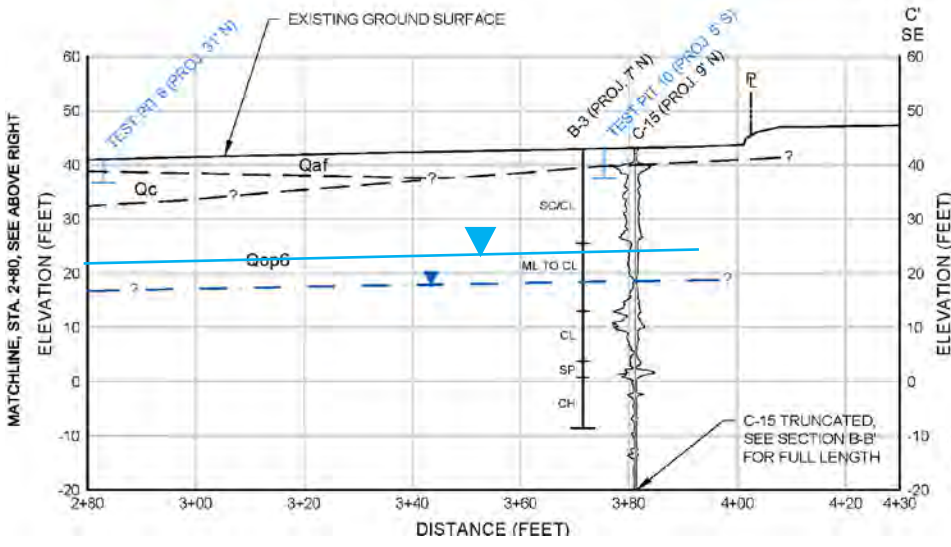 EXISTING GROUND SURFACE
C'
SE
TEST PIT 6 (PROJ. 31' N)
B-3 (PROJ. 7' N)
TEST PIT 10 (PROJ. 5' S)
C-15 (PROJ. 9' N)
PL
60
50
40
30
20
10
0
-10
-20
60
50
40
30
20
10
0
-10
-20
MATCHLINE, STA. 2+80, SEE ABOVE RIGHT
ELEVATION (FEET)
ELEVATION (FEET)
Qaf
?
?
Qc
?
SC/CL
Qop6
ML TO CL
?
?
CL
SP
CH
C-15 TRUNCATED,
SEE SECTION B-B'
FOR FULL LENGTH
2+80
3+00
3+20
3+40
3+60
3+80
4+00
4+20
4+30
DISTANCE (FEET)